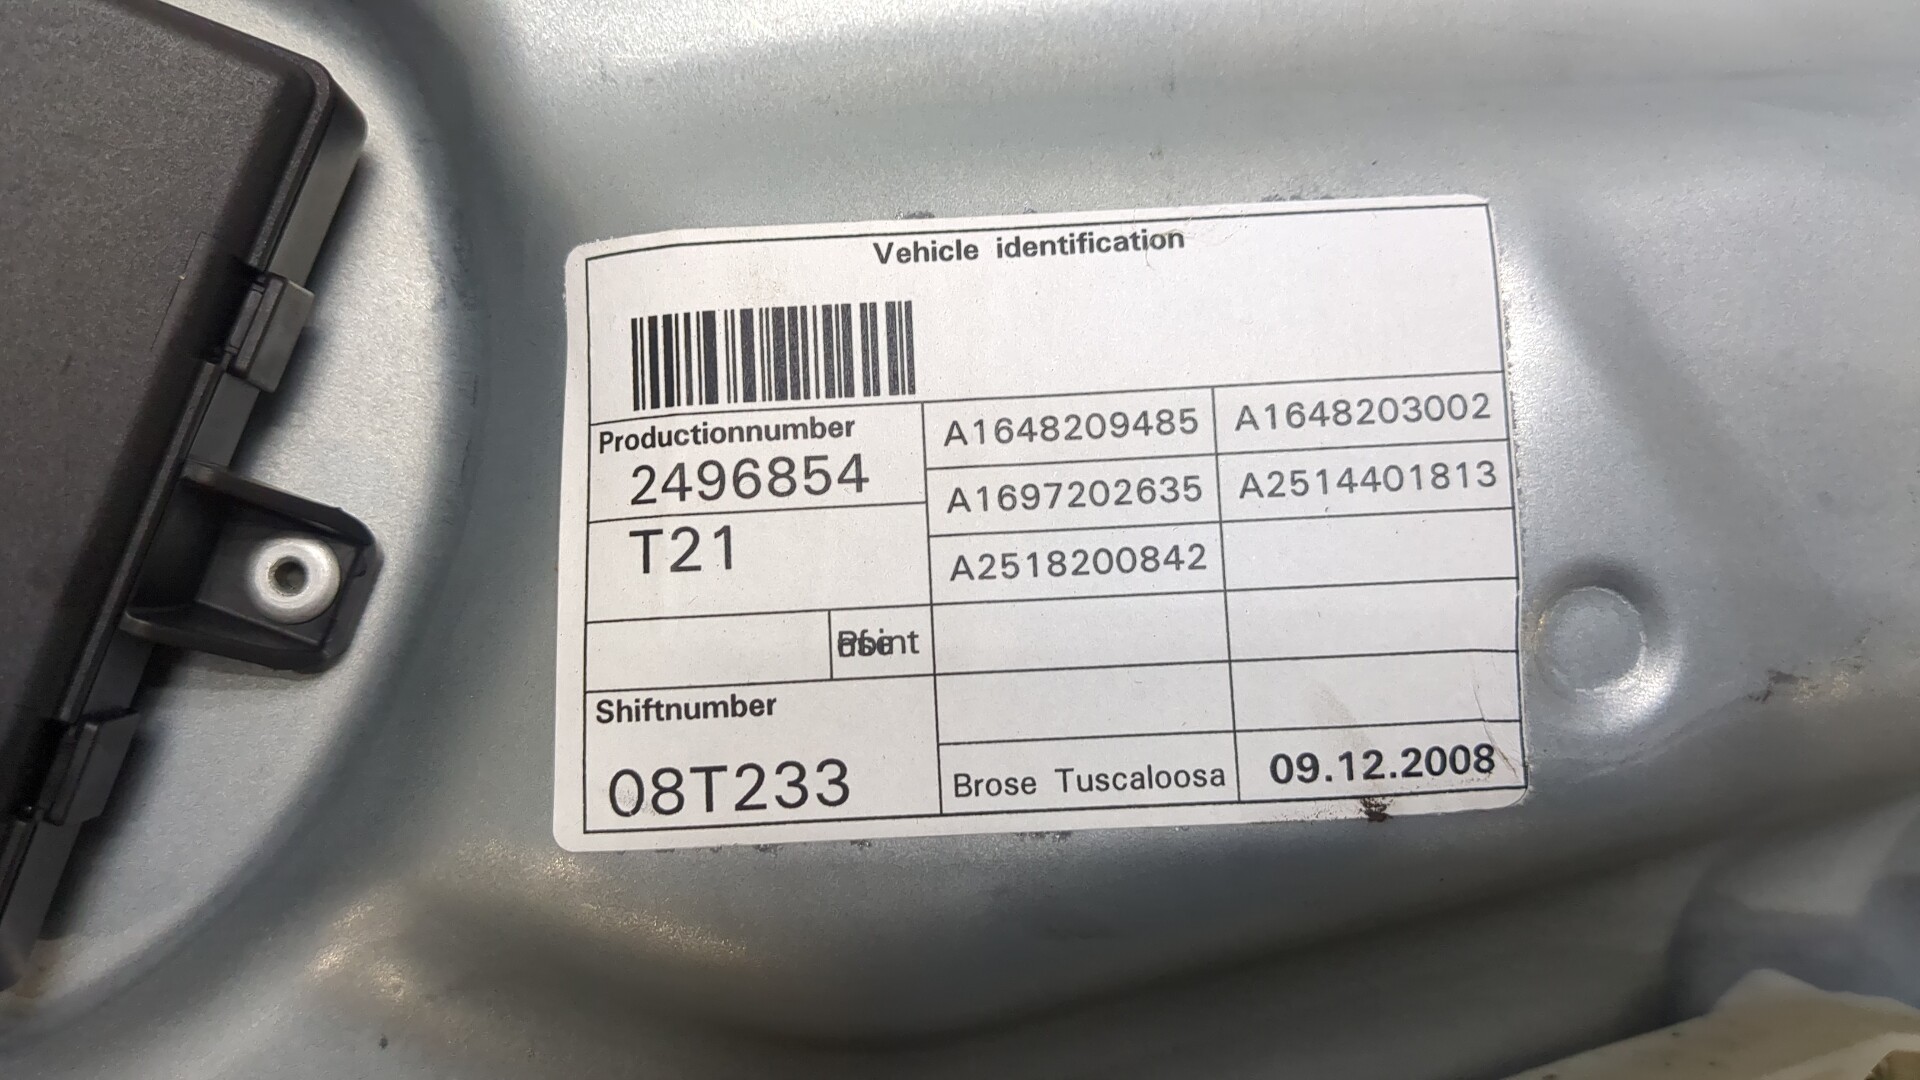 Vehicle identification
Productionnumber
2496854
T21
Shiftnumber
08T233
A1648209485 A1648203002
A1697202635 A2514401813
A2518200842
Brose Tuscaloosa 09.12.2008